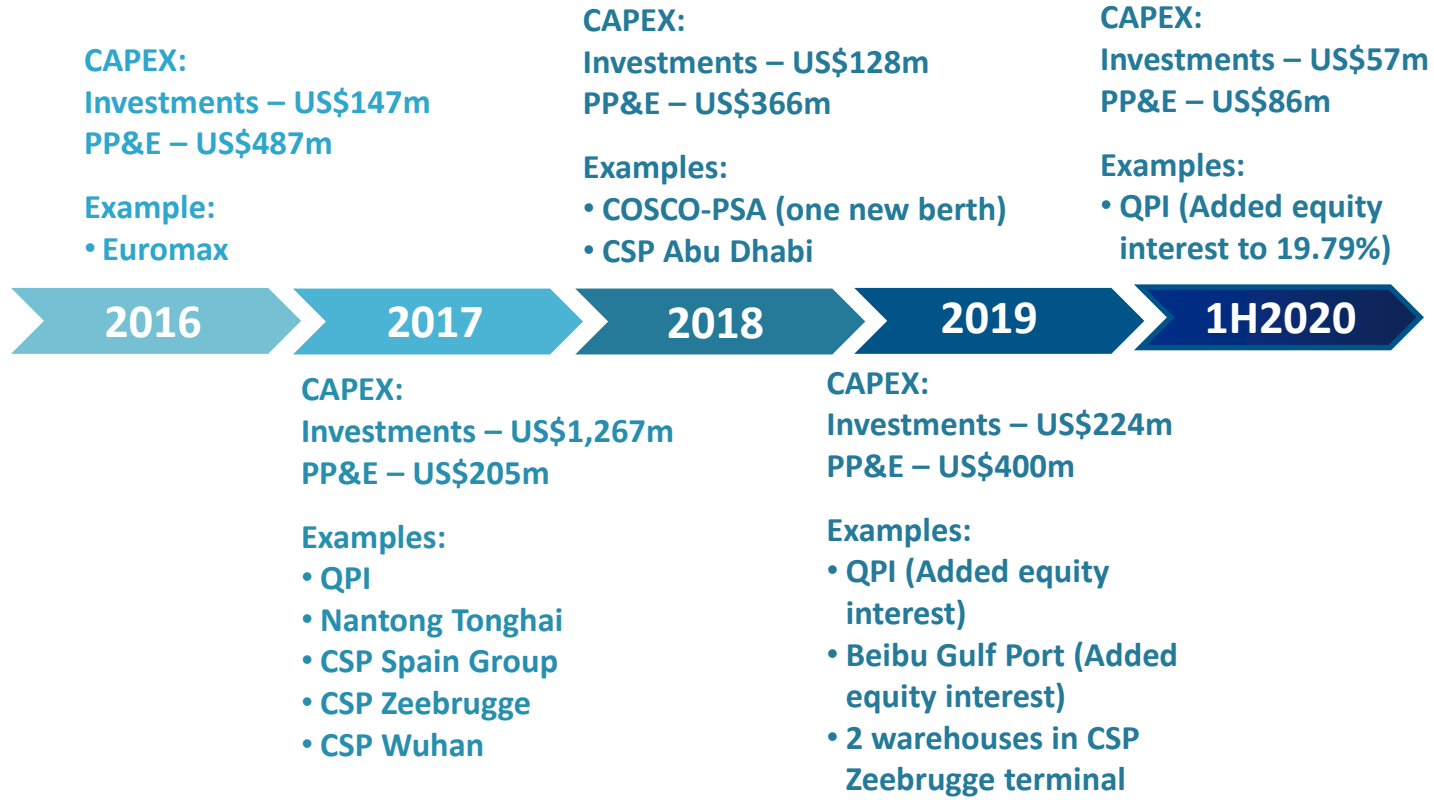 CAPEX:
Investments – US$147m
PP&E – US$487m
Example:
• Euromax
CAPEX:
Investments – US$128m
PP&E – US$366m
Examples:
• COSCO-PSA (one new berth)
• CSP Abu Dhabi
CAPEX:
Investments – US$57m
PP&E – US$86m
Examples:
• QPI (Added equity
interest to 19.79%)
2016
2017
2018
2019
1H2020
CAPEX:
Investments – US$1,267m
PP&E – US$205m
Examples:
• QPI
• Nantong Tonghai
• CSP Spain Group
• CSP Zeebrugge
• CSP Wuhan
CAPEX:
Investments – US$224m
PP&E – US$400m
Examples:
• QPI (Added equity
interest)
• Beibu Gulf Port (Added
equity interest)
• 2 warehouses in CSP
Zeebrugge terminal